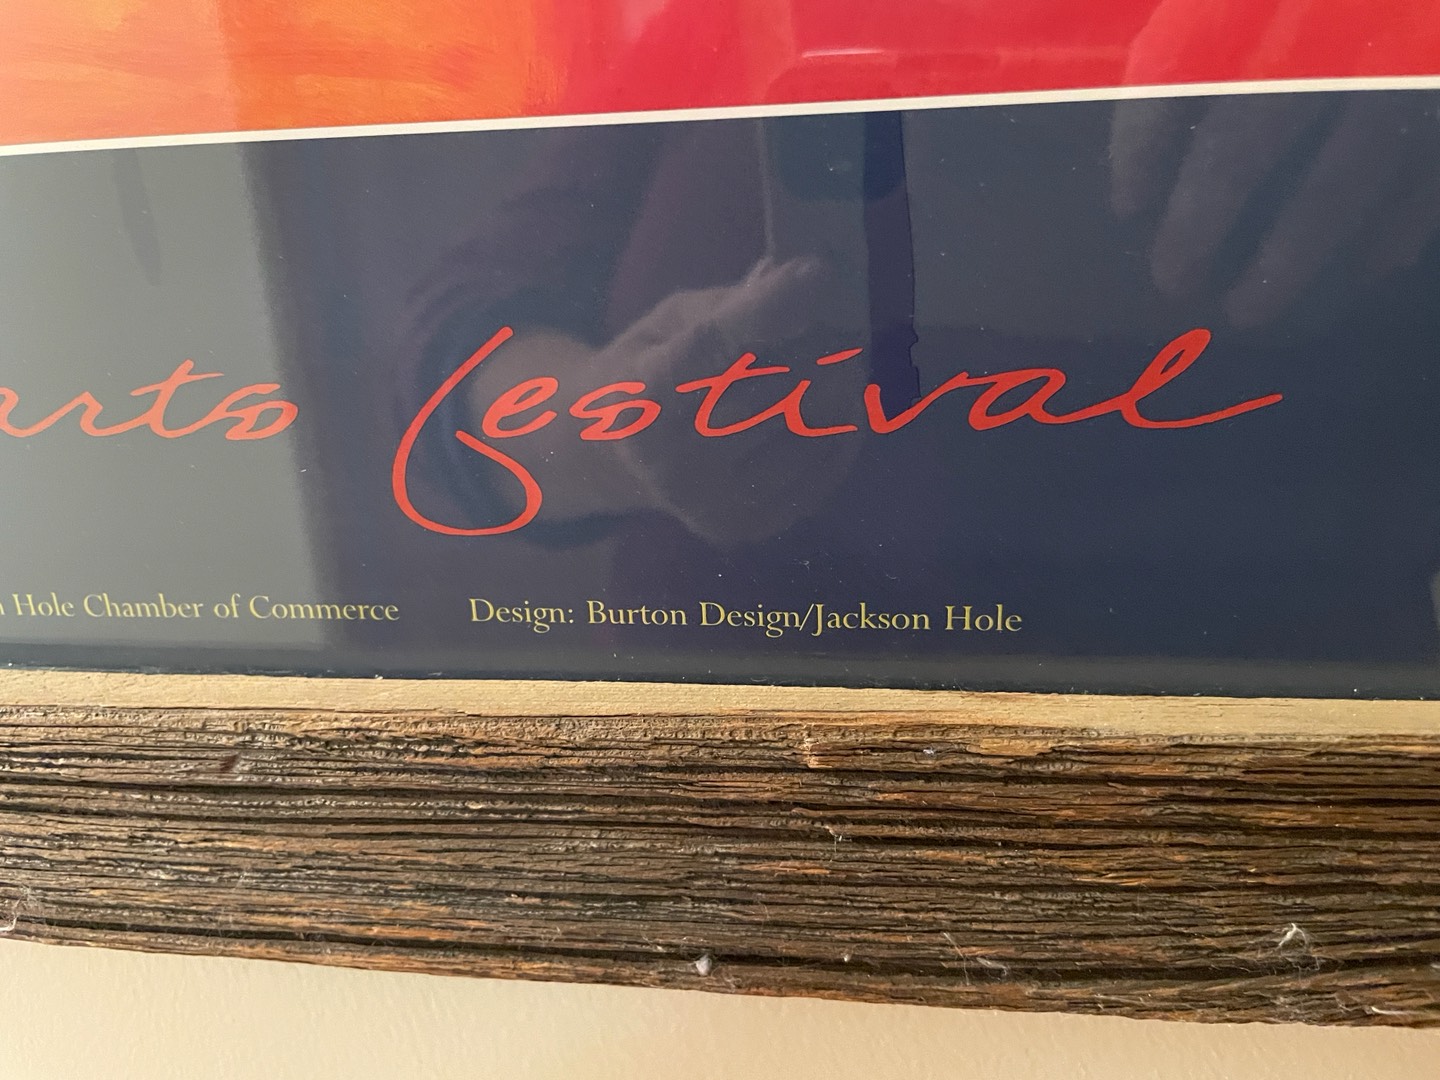 arts festival
Hole Chamber of Commerce Design: Burton Design/Jackson Hole